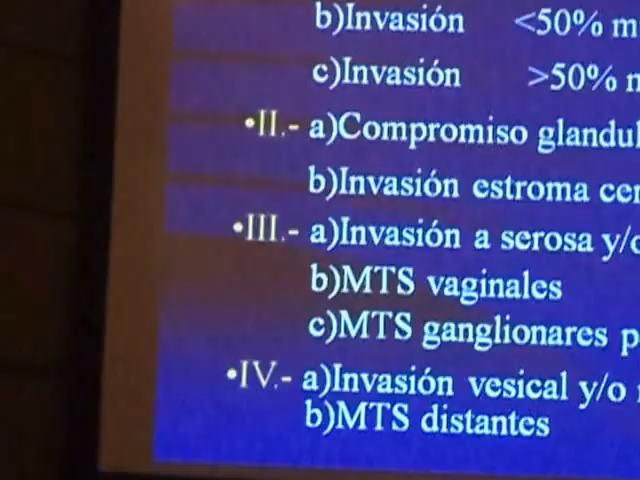 b)Invasión <50% m
c)Invasión >50%
•II.- a)Compromiso glandul
b)Invasión estroma cer
•III.- a)Invasión a serosa y/o
b)MTS vaginales
c)MTS ganglionares p
•IV.- a)Invasión vesical y/o
b)MTS distantes